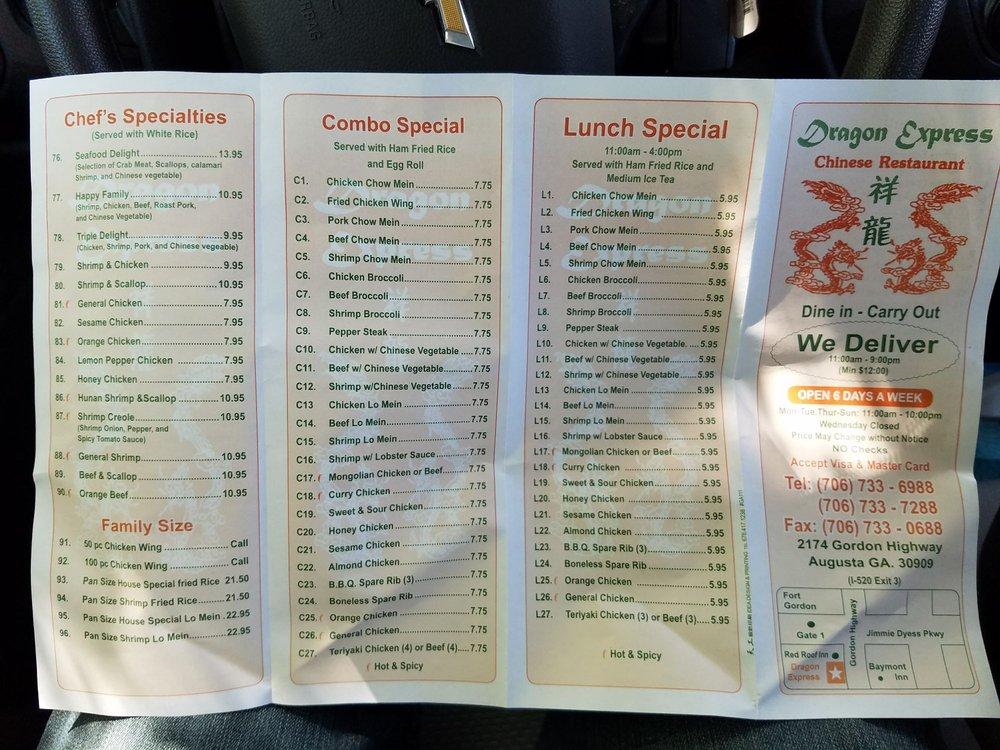 Chef's Specialties
(Served with White Rice)
76. Seafood Delight 13.95
(Selection of Crab Meat, Scallops, calamari
Shrimp, and Chinese vegetable)
77. Happy Family 10.95
(Shrimp, Chicken, Beef, Roast Pork,
and Chinese Vegetable)
78. Triple Delight 9.95
(Chicken, Shrimp, Pork, and Chinese vegeable)
79. Shrimp & Chicken 9.95
80. Shrimp & Scallop 10.95
81. General Chicken 7.95
82. Sesame Chicken 7.95
83. Orange Chicken 7.95
84. Lemon Pepper Chicken 7.95
85. Honey Chicken 7.95
86. Hunan Shrimp &Scallop 10.95
87. Shrimp Creole 10.95
(Shrimp Onion, Pepper, and
Spicy Tomato Sauce)
88. General Shrimp 10.95
89. Beef & Scallop 10.95
90. Orange Beef 10.95
Family Size
91. 50 pc Chicken Wing Call
92. 100 pc Chicken Wing Call
93. Pan Size House Special fried Rice 21.50
94. Pan Size Shrimp Fried Rice 21.50
95. Pan Size House Special Lo Mein 22.95
96. Pan Size Shrimp Lo Mein 22.95
Combo Special
Served with Ham Fried Rice
and Egg Roll
C1. Chicken Chow Mein 7.75
C2. Fried Chicken Wing 7.75
C3. Pork Chow Mein 7.75
C4. Beef Chow Mein 7.75
C5. Shrimp Chow Mein 7.75
C6. Chicken Broccoli 7.75
C7. Beef Broccoli 7.75
C8. Shrimp Broccoli 7.75
C9. Pepper Steak 7.75
C10. Chicken w/ Chinese Vegetable 7.75
C11. Beef w/ Chinese Vegetable 7.75
C12. Shrimp w/Chinese Vegetable 7.75
C13 Chicken Lo Mein 7.75
C14. Beef Lo Mein 7.75
C15. Shrimp Lo Mein 7.75
C16. Shrimp w/ Lobster Sauce 7.75
C17. Mongolian Chicken or Beef 7.75
C18. Curry Chicken 7.75
C19. Sweet & Sour Chicken 7.75
C20. Honey Chicken 7.75
C21. Sesame Chicken 7.75
C22. Almond Chicken 7.75
C23. B.B.Q. Spare Rib (3) 7.75
C24. Boneless Spare Rib 7.75
C25. Orange Chicken 7.75
C26. General Chicken 7.75
C27. Teriyaki Chicken (4) or Beef (4) 7.75
Hot & Spicy
Lunch Special
11:00am - 4:00pm
Served with Ham Fried Rice and
Medium Ice Tea
L1. Chicken Chow Mein 5.95
L2. Fried Chicken Wing 5.95
L3. Pork Chow Mein 5.95
L4. Beef Chow Mein 5.95
L5. Shrimp Chow Mein 5.95
L6. Chicken Broccoli 5.95
L7. Beef Broccoli 5.95
L8. Shrimp Broccoli 5.95
L9. Pepper Steak 5.95
L10. Chicken w/ Chinese Vegetable. 5.95
L11. Beef w/ Chinese Vegetable 5.95
L12. Shrimp w/ Chinese Vegetable 5.95
L13 Chicken Lo Mein 5.95
L14. Beef Lo Mein 5.95
L15. Shrimp Lo Mein 5.95
L16. Shrimp w/ Lobster Sauce 5.95
L17. Mongolian Chicken or Beef 5.95
L18. Curry Chicken 5.95
L19. Sweet & Sour Chicken 5.95
L20. Honey Chicken 5.95
L21. Sesame Chicken 5.95
L22. Almond Chicken 5.95
L23. B.B.Q. Spare Rib (3) 5.95
L24. Boneless Spare Rib 5.95
L25. Orange Chicken 5.95
L26. General Chicken 5.95
L27. Teriyaki Chicken (3) or Beef (3) 5.95
Hot & Spicy
Dragon Express
Chinese Restaurant
祥
龍
Dine in - Carry Out
We Deliver
11:00am - 9:00pm
(Min $12:00)
OPEN 6 DAYS A WEEK
Mon-Tue.Thur-Sun: 11:00am - 10:00pm
Wednesday Closed
Price May Change without Notice
NO Checks
Accept Visa & Master Card
Tel: (706) 733 - 6988
(706) 733 - 7288
Fax: (706) 733 - 0688
2174 Gordon Highway
Augusta GA. 30909
(I-520 Exit 3)
Fort
Gordon
Gate 1
Gordon Highway
Jimmie Dyess Pkwy
Red Roof Inn
Dragon
Express
Baymont
Inn